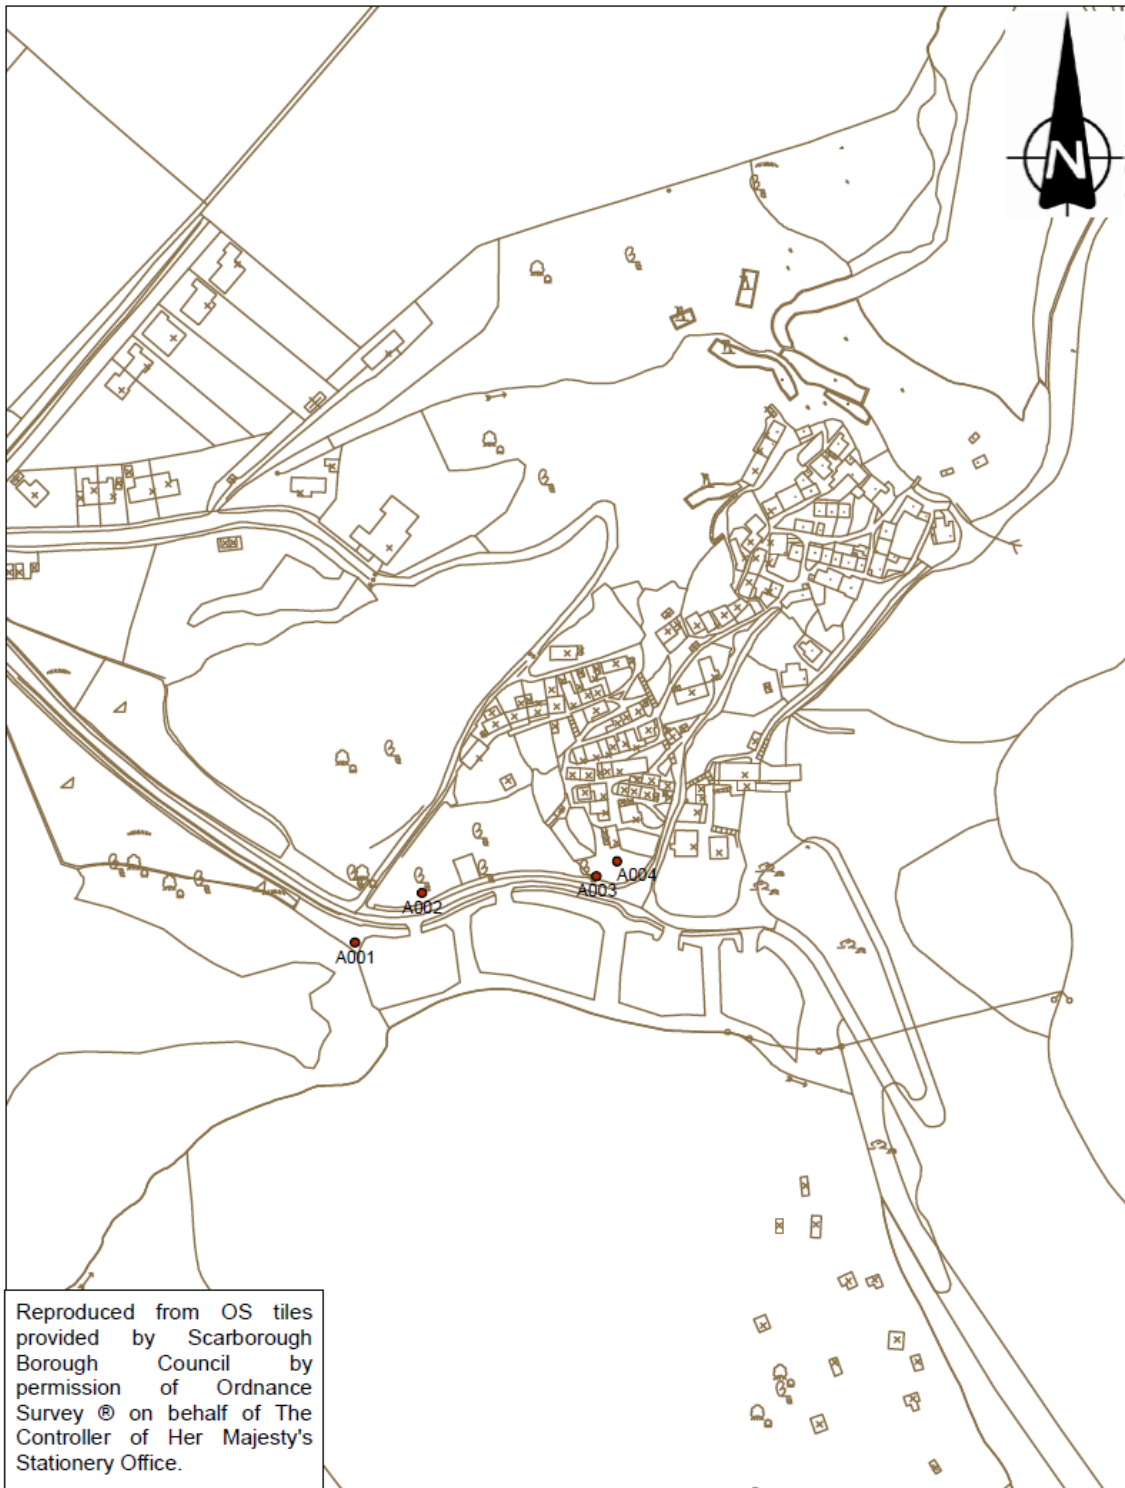 N
A004
A003
A002
A001
Reproduced from OS tiles
provided by Scarborough
Borough Council by
permission of Ordnance
Survey ® on behalf of The
Controller of Her Majesty's
Stationery Office.